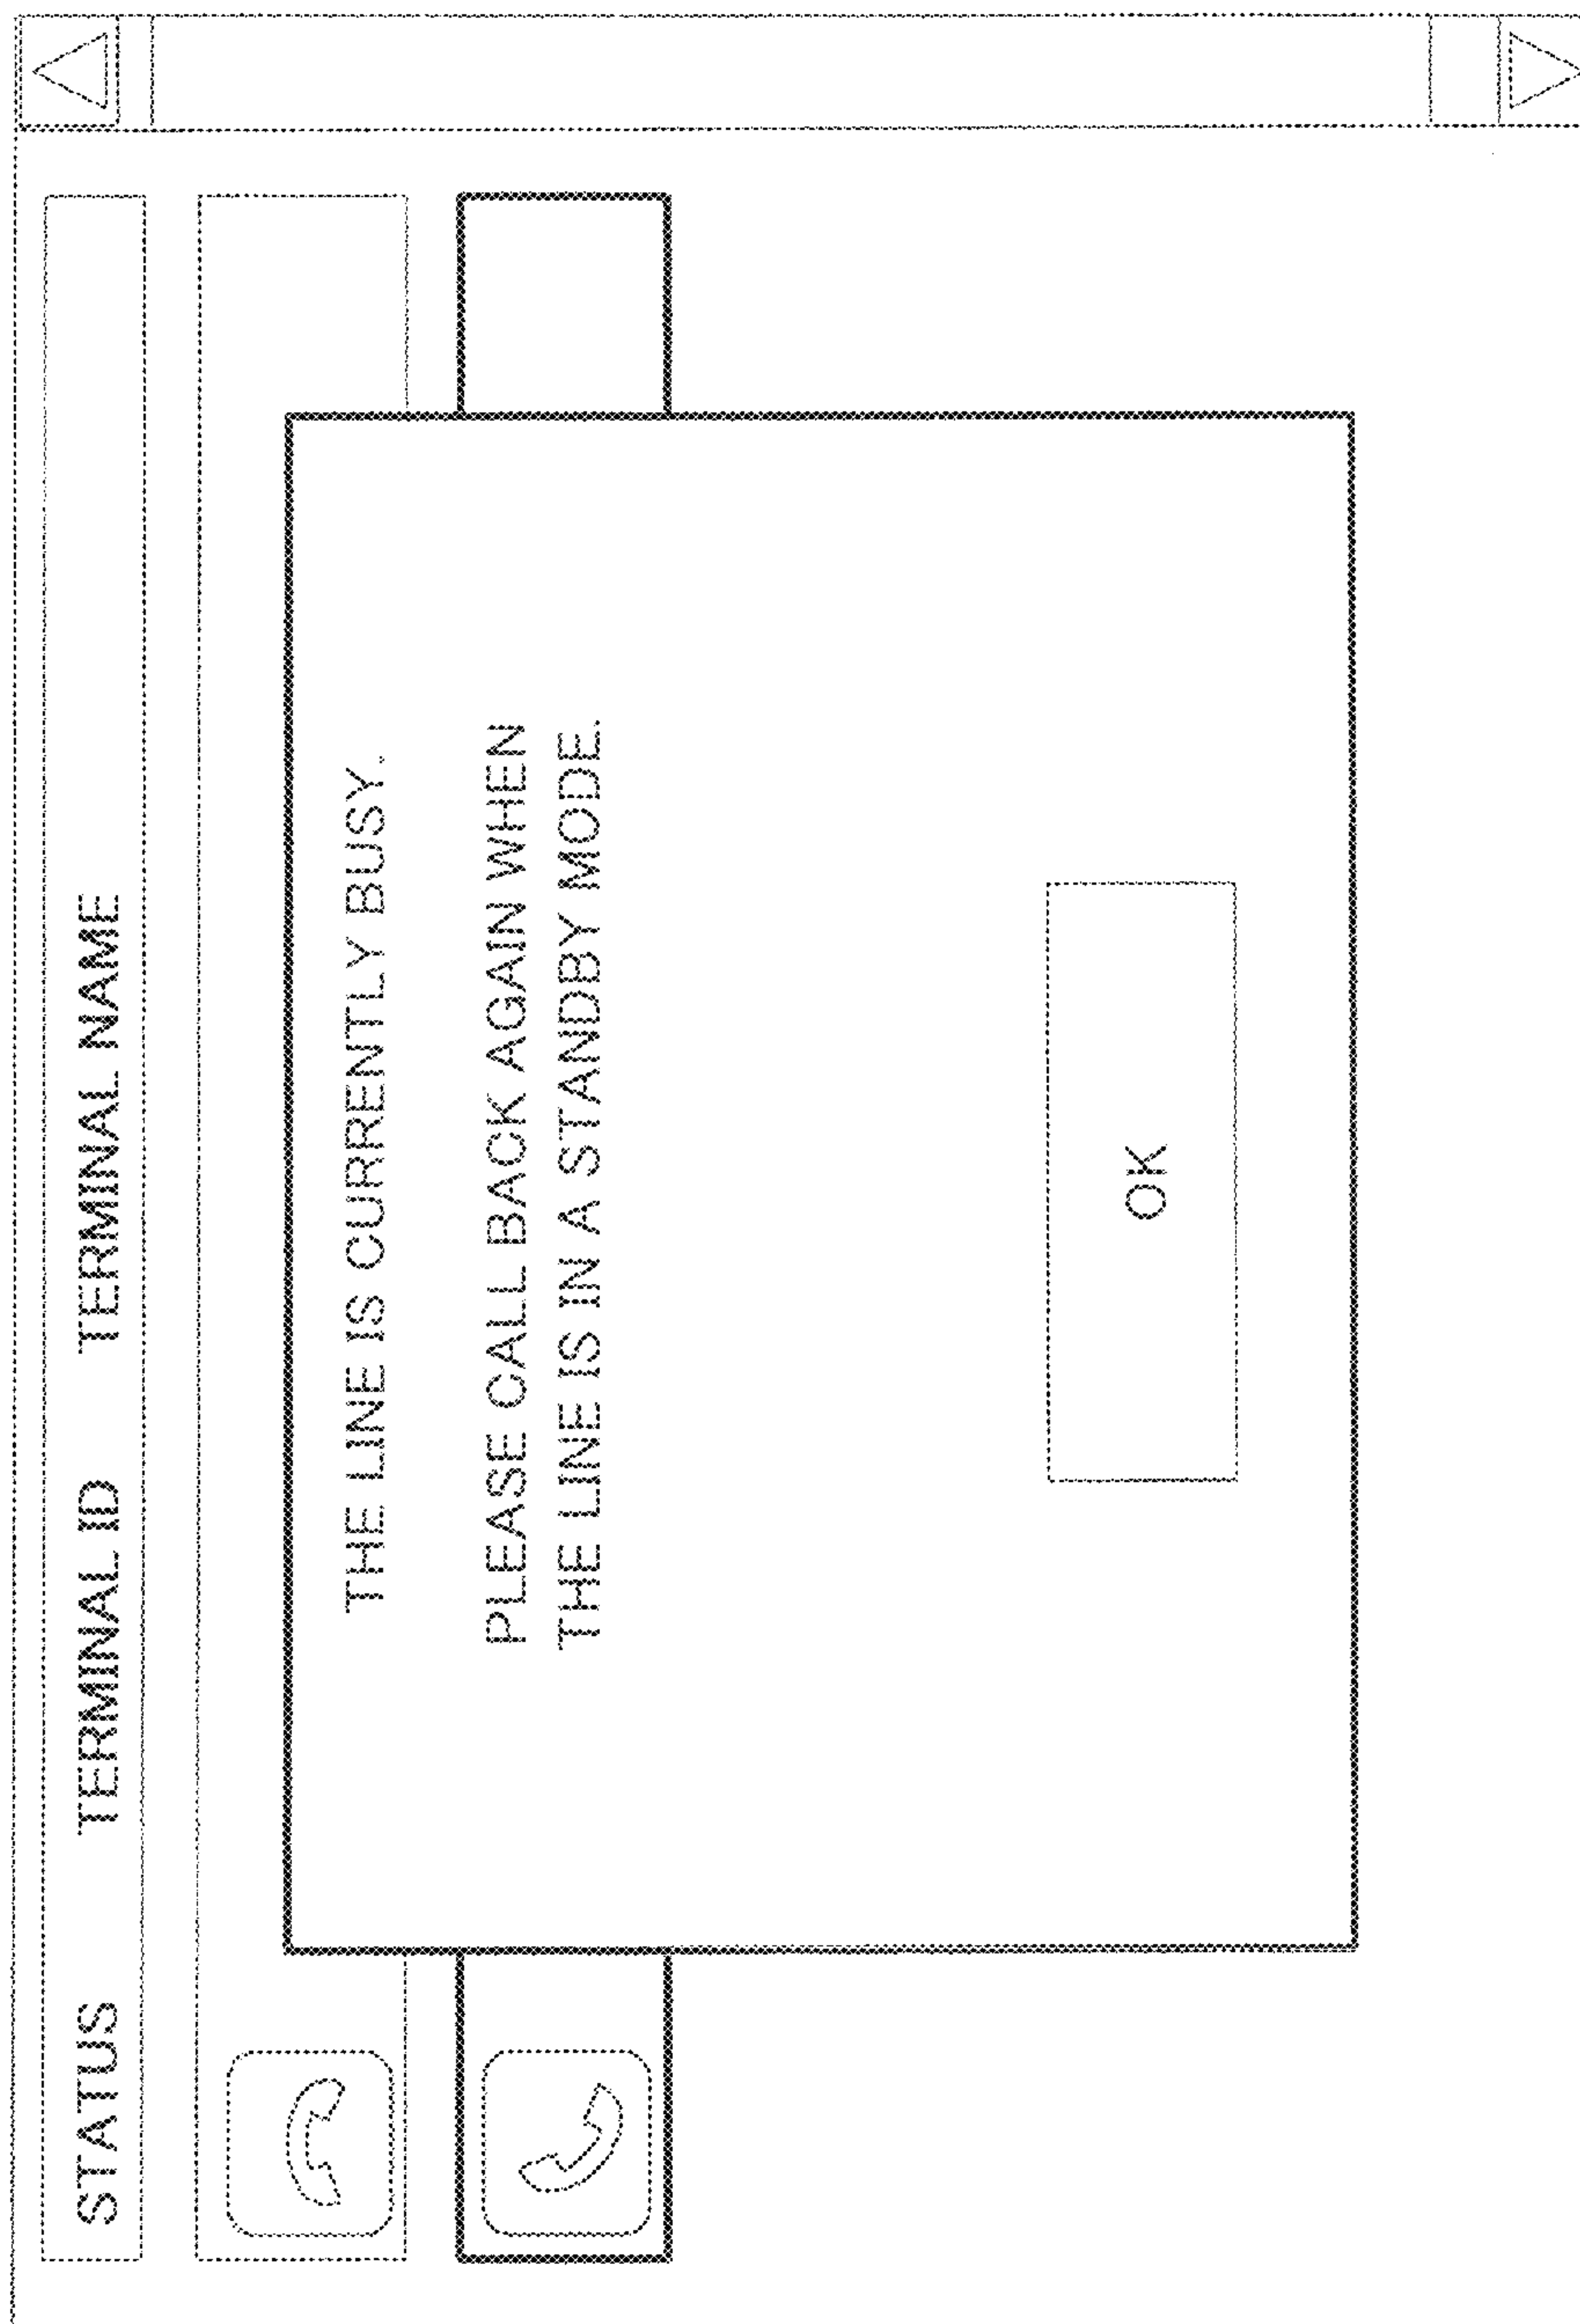 STATUS TERMINAL ID TERMINAL NAME
THE LINE IS CURRENTLY BUSY.
PLEASE CALL BACK AGAIN WHEN
THE LINE IS IN A STANDBY MODE.
OK